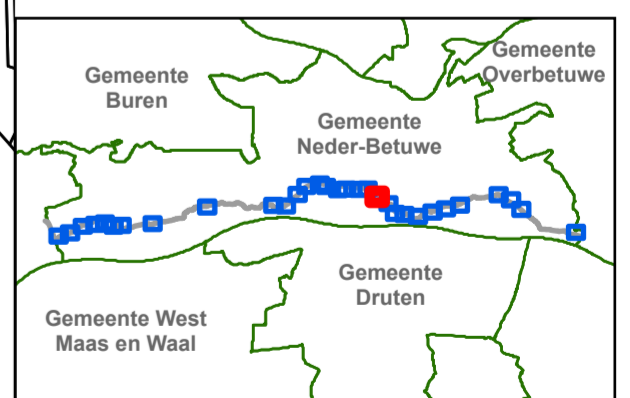 Gemeente
Overbetuwe
Gemeente
Buren
Gemeente
Neder-Betuwe
Gemeente
Druten
Gemeente West
Maas en Waal